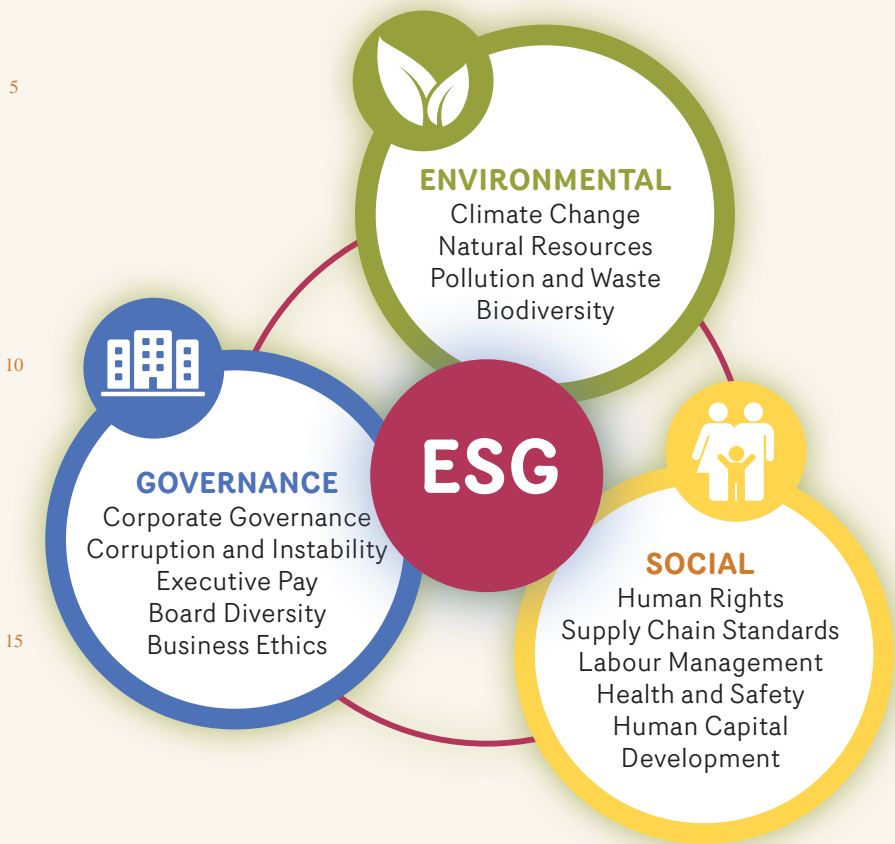 5
ENVIRONMENTAL
Climate Change
Natural Resources
Pollution and Waste
Biodiversity
10
ESG
GOVERNANCE
Corporate Governance
Corruption and Instability
Executive Pay
Board Diversity
Business Ethics
15
SOCIAL
Human Rights
Supply Chain Standards
Labour Management
Health and Safety
Human Capital
Development